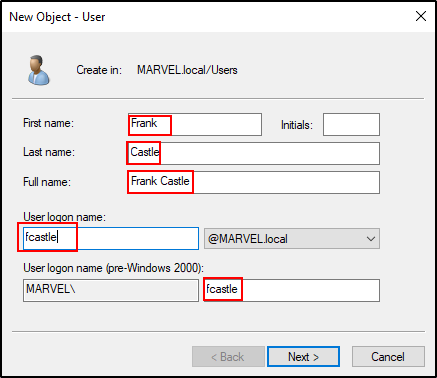 New Object - User
Create in: MARVEL.local/Users
First name: Frank Initials:
Last name: Castle
Full name: Frank Castle
User logon name:
fcastle @MARVEL.local
User logon name (pre-Windows 2000):
MARVEL\ fcastle
< Back Next > Cancel